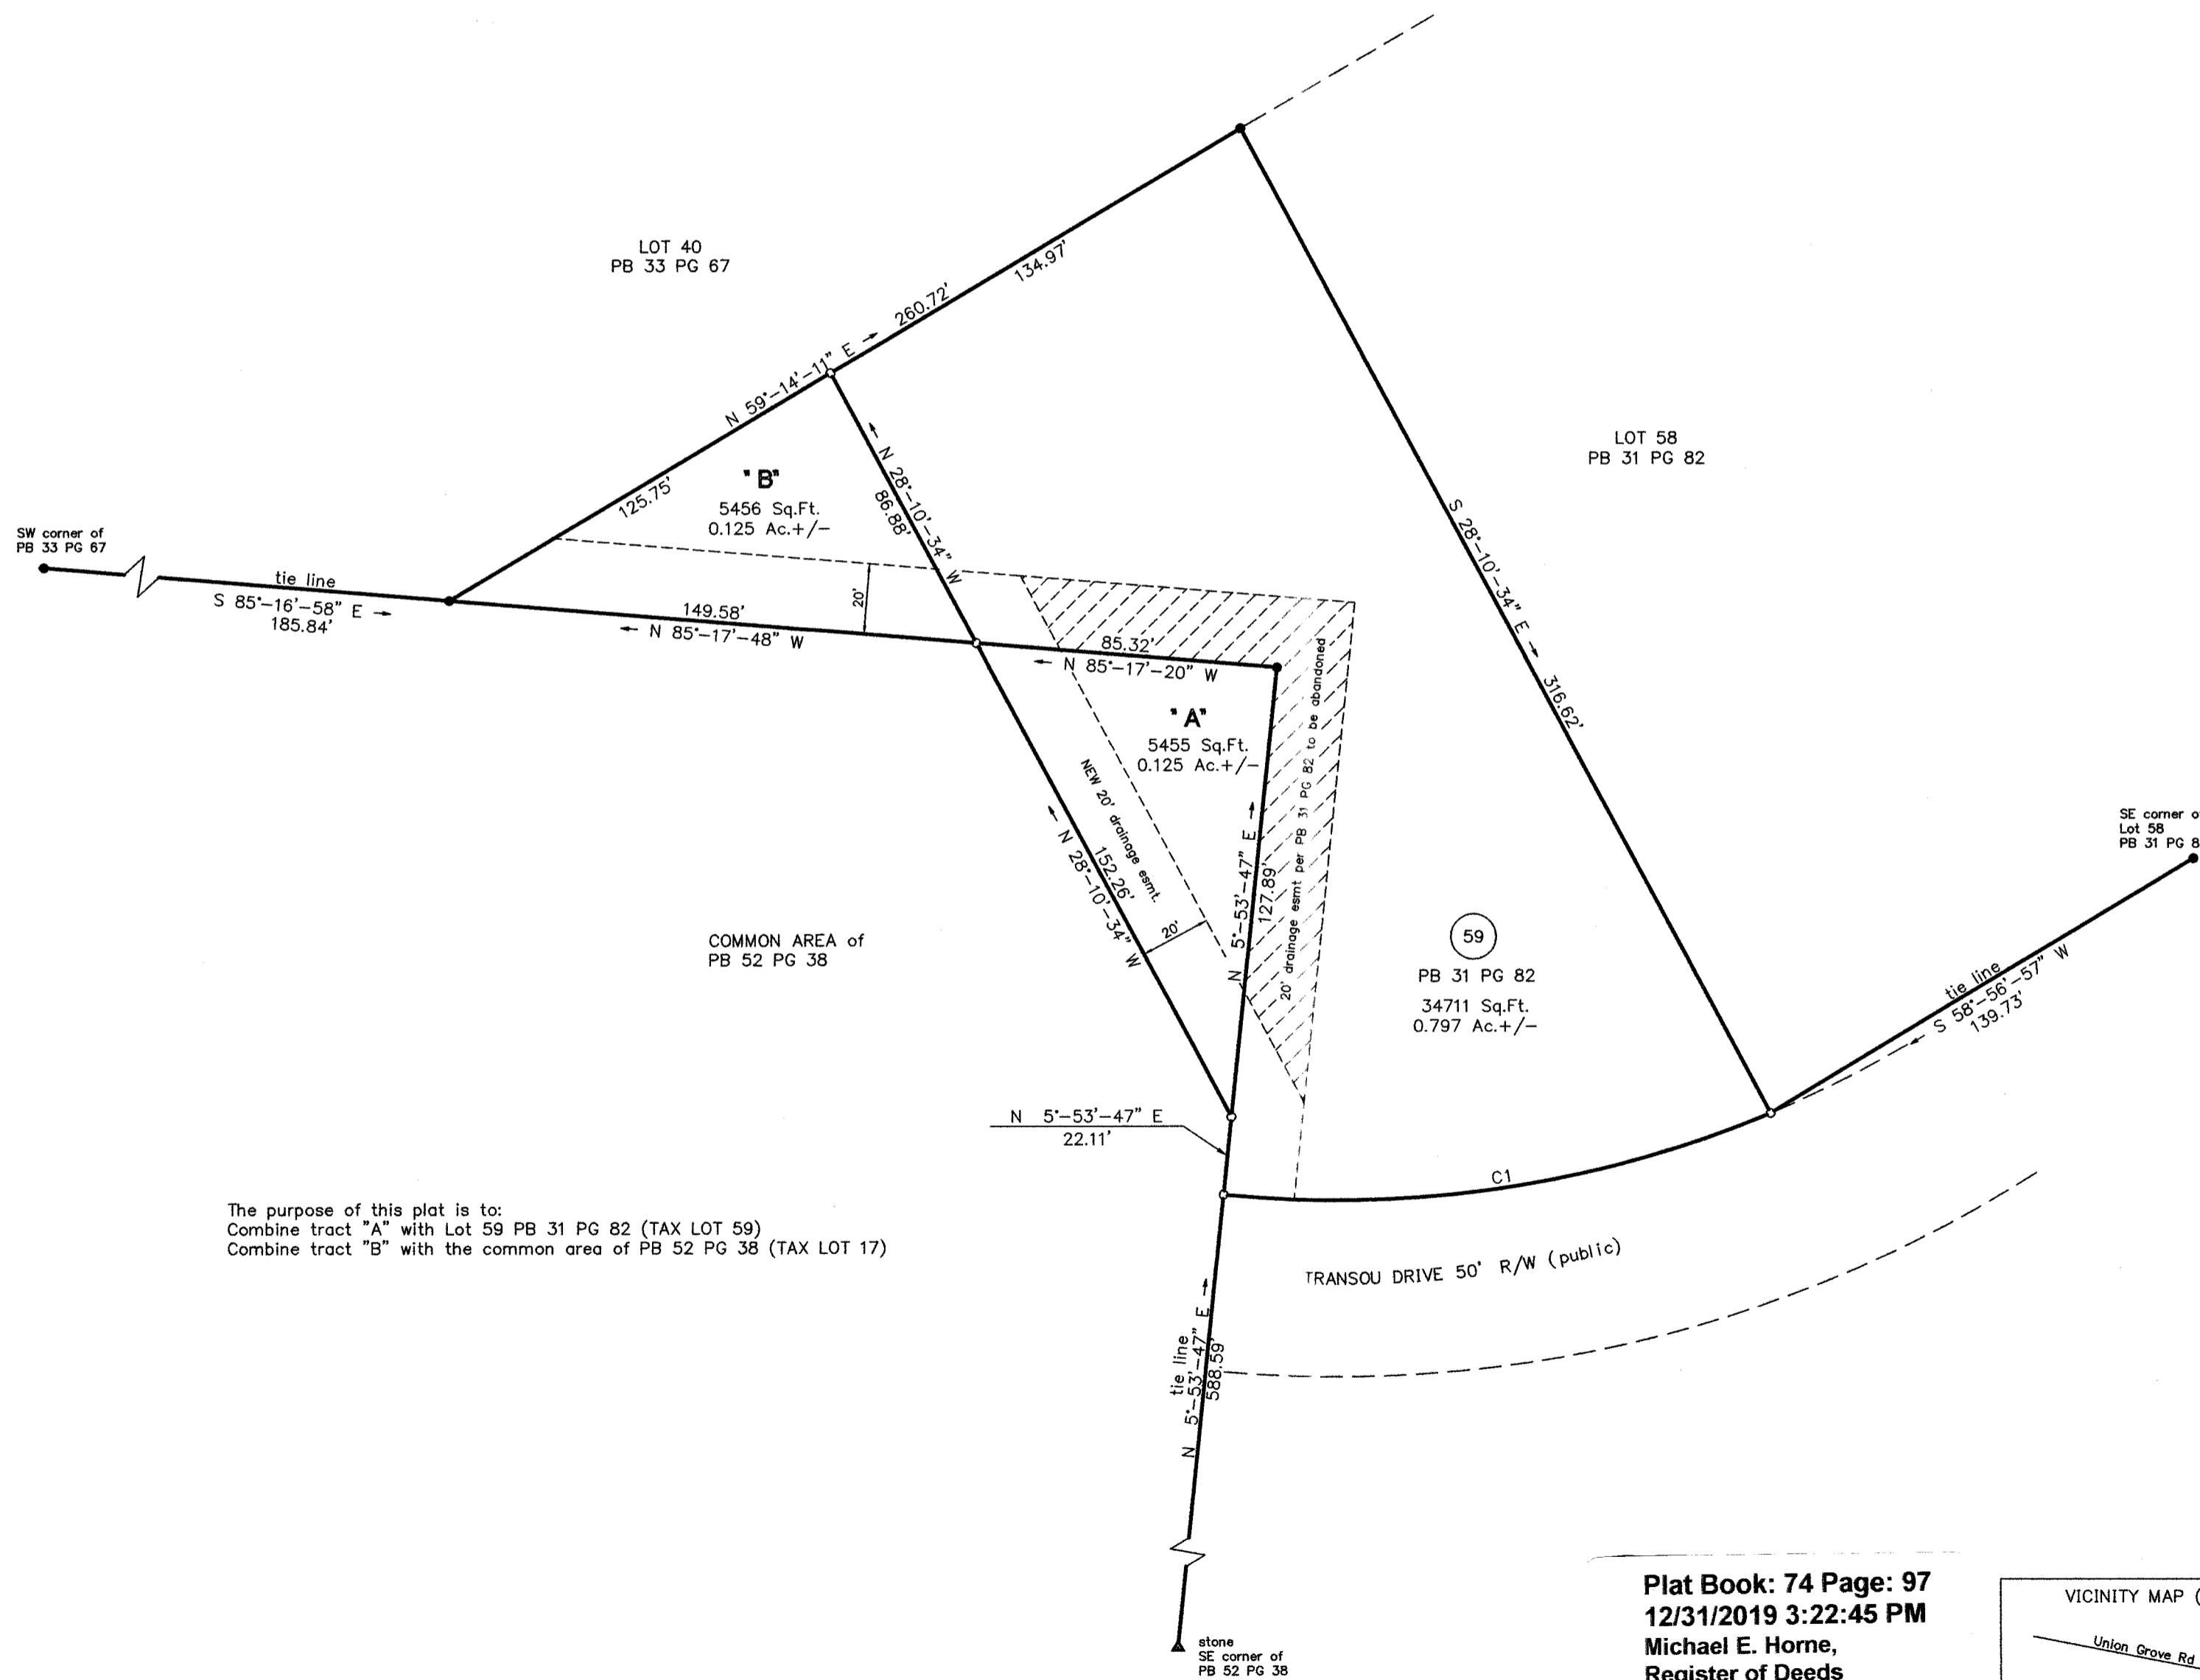 LOT 40
PB 33 PG 67
134.97'
260.72'
N 59°-14'-11" E
LOT 58
PB 31 PG 82
"B"
5456 Sq.Ft.
0.125 Ac.+/-
125.75'
N 28°-10'-34" W
86.88'
S 28°-10'-34" E
316.62'
SW corner of
PB 33 PG 67
tie line
S 85°-16'-58" E
185.84'
149.58'
N 85°-17'-48" W
20'
85.32'
N 85°-17'-20" W
"A"
5455 Sq.Ft.
0.125 Ac.+/-
NEW 20' drainage esmt.
152.26'
N 28°-10'-34" W
20'
N 5°-53'-47" E
127.89'
20' drainage esmt per PB 31 PG 82 to be abandoned
SE corner
Lot 58
PB 31 PG
tie line
S 58°-56'-57" W
139.73'
COMMON AREA of
PB 52 PG 38
59
PB 31 PG 82
34711 Sq.Ft.
0.797 Ac.+/-
N 5°-53'-47" E
22.11'
C1
TRANSOU DRIVE 50' R/W (public)
The purpose of this plat is to:
Combine tract "A" with Lot 59 PB 31 PG 82 (TAX LOT 59)
Combine tract "B" with the common area of PB 52 PG 38 (TAX LOT 17)
tie line
N 5°-53'-47" E
588.59'
stone
SE corner of
PB 52 PG 38
Plat Book: 74 Page: 97
12/31/2019 3:22:45 PM
Michael E. Horne,
Register of Deeds
VICINITY MAP (
Union Grove Rd